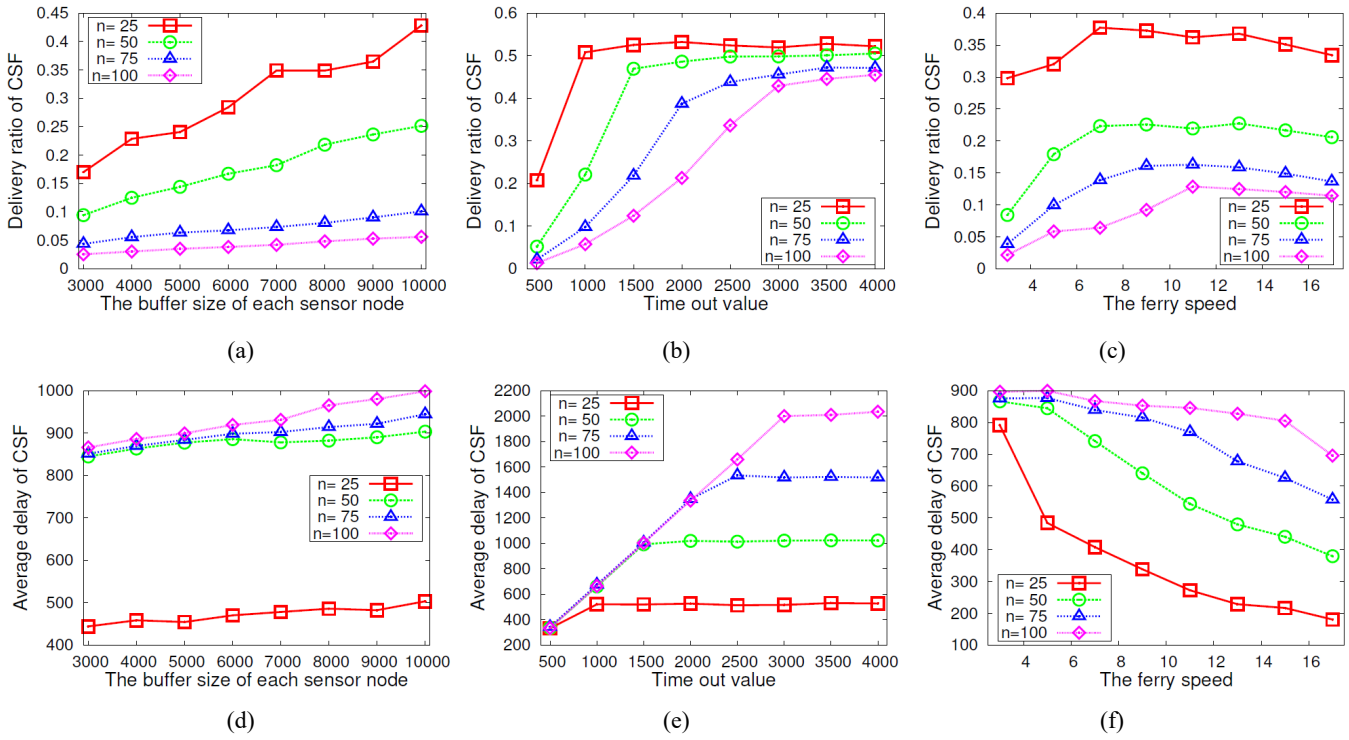 0.45
0.4
0.35
0.3
0.25
0.2
0.15
0.1
0.05
0
Delivery ratio of CSF
n= 25
n= 50
n= 75
n=100
3000 4000 5000 6000 7000 8000 9000 10000
The buffer size of each sensor node
(a)
0.6
0.5
0.4
0.3
0.2
0.1
0
Delivery ratio of CSF
n= 25
n= 50
n= 75
n=100
500 1000 1500 2000 2500 3000 3500 4000
Time out value
(b)
0.4
0.35
0.3
0.25
0.2
0.15
0.1
0.05
0
Delivery ratio of CSF
n= 25
n= 50
n= 75
n=100
4 6 8 10 12 14 16
The ferry speed
(c)
1000
900
800
700
600
500
400
Average delay of CSF
n= 25
n= 50
n= 75
n=100
3000 4000 5000 6000 7000 8000 9000 10000
The buffer size of each sensor node
(d)
2200
2000
1800
1600
1400
1200
1000
800
600
400
200
Average delay of CSF
n= 25
n= 50
n= 75
n=100
500 1000 1500 2000 2500 3000 3500 4000
Time out value
(e)
900
800
700
600
500
400
300
200
100
Average delay of CSF
n= 25
n= 50
n= 75
n=100
4 6 8 10 12 14 16
The ferry speed
(f)